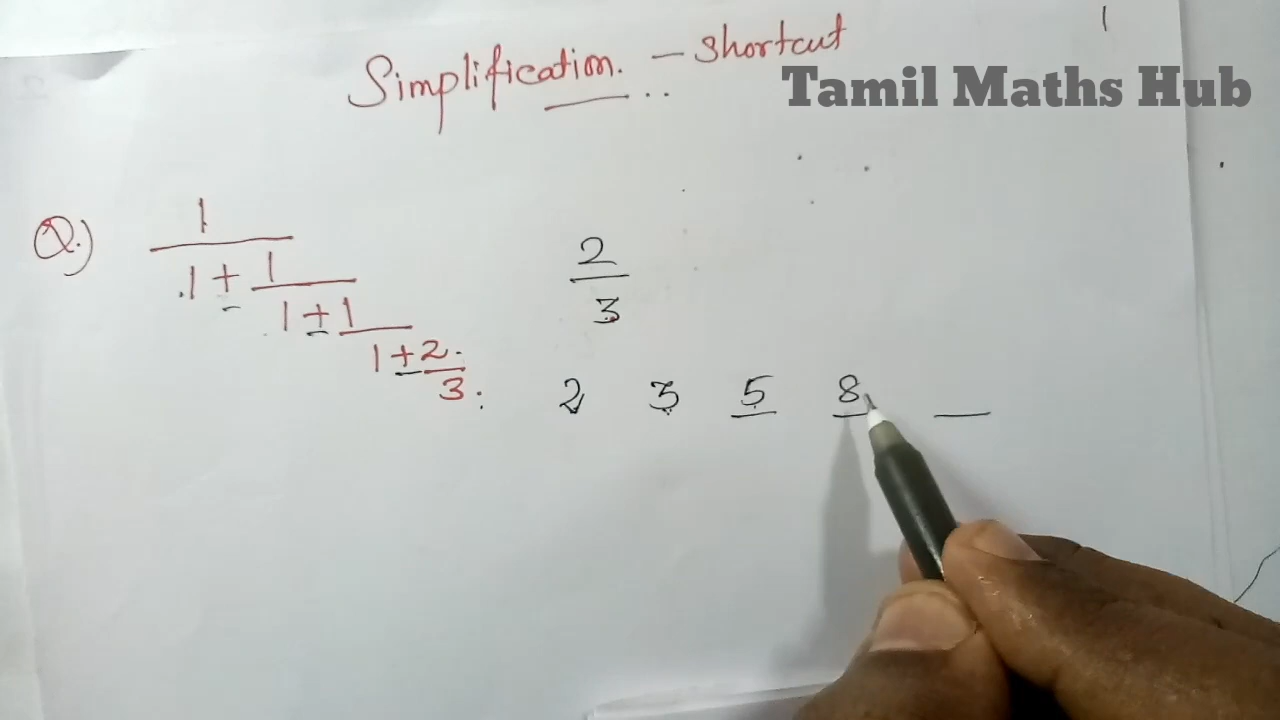 Simplification. - Shortcut
Tamil Maths Hub
Q.) 1
1 + 1
1 + 1
1 + 2
3
2
3
2 3 5 8 _